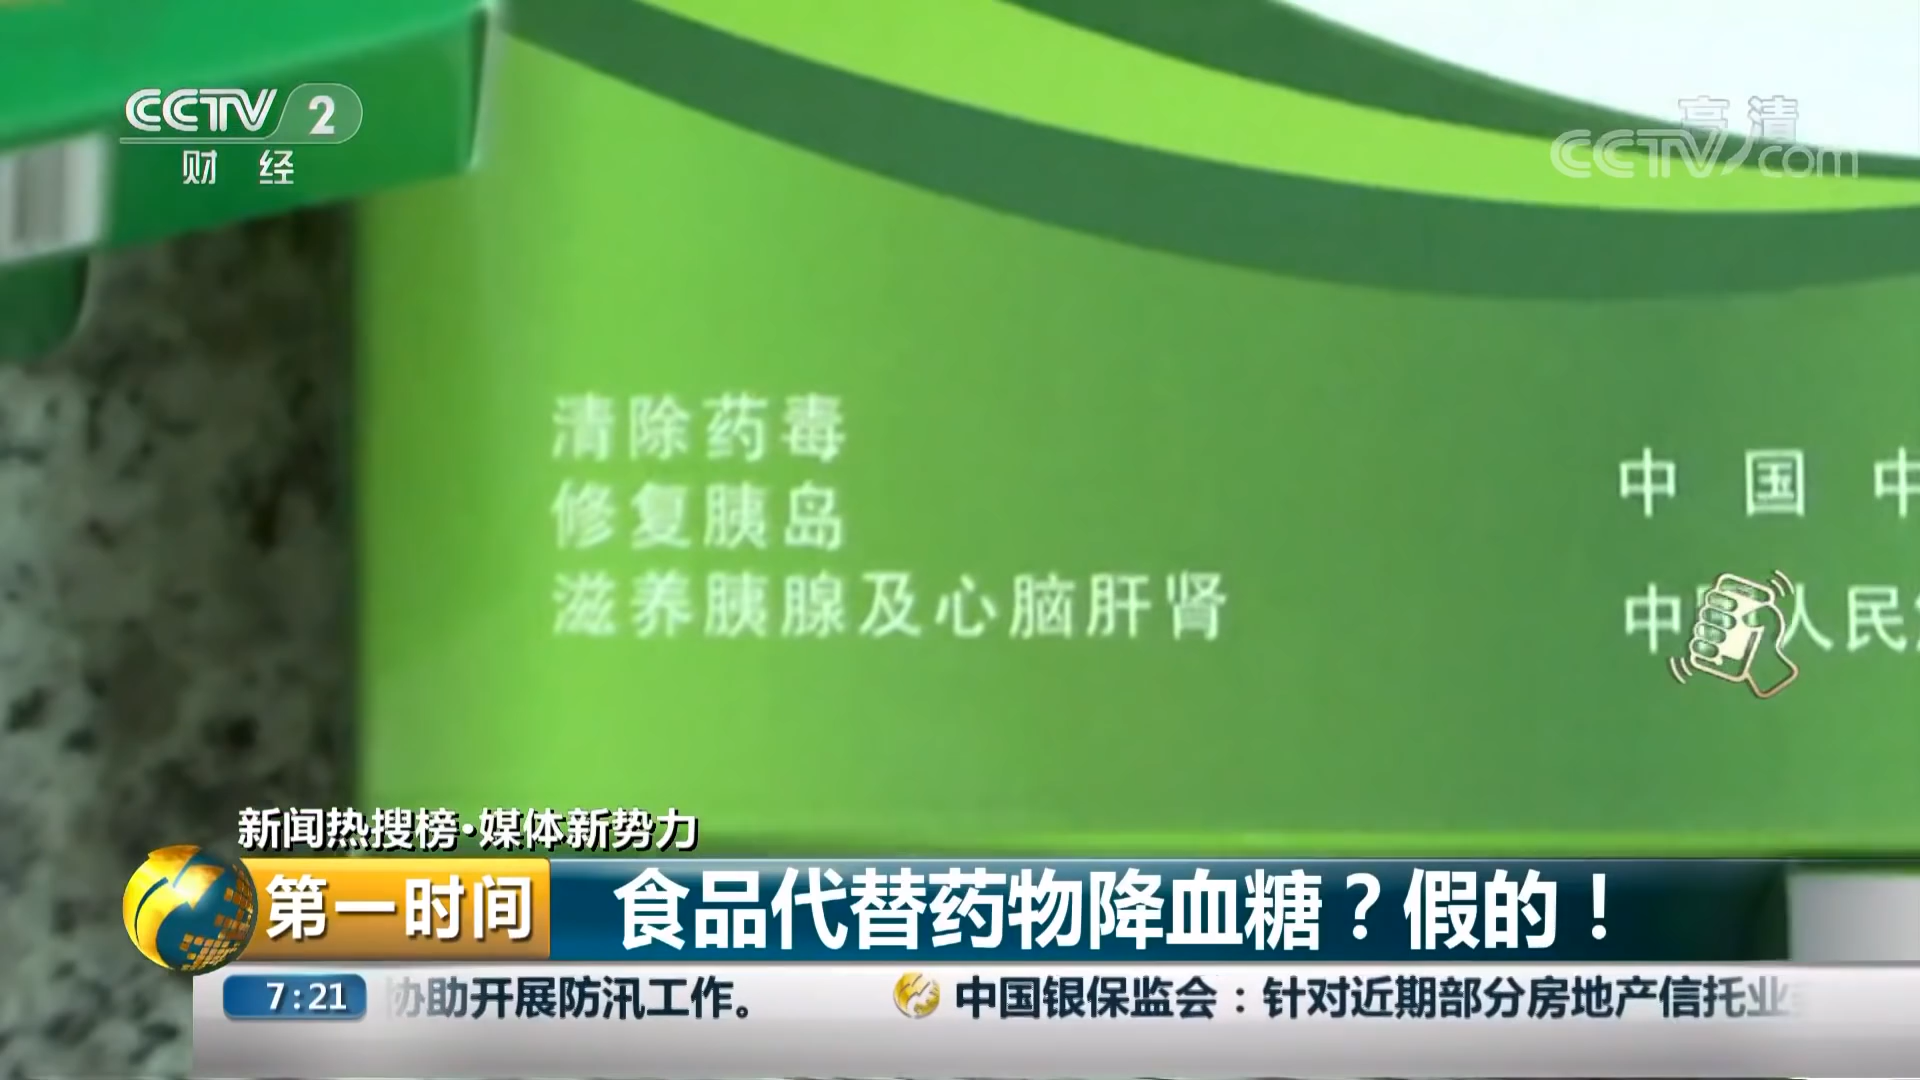 CCTV 2
财 经
高清
CCTV.com
清除药毒
修复胰岛
滋养胰腺及心脑肝肾
中 国 中
中 人民
新闻热搜榜·媒体新势力
第一时间
食品代替药物降血糖？假的！
7:21
协助开展防汛工作。
中国银保监会：针对近期部分房地产信托业